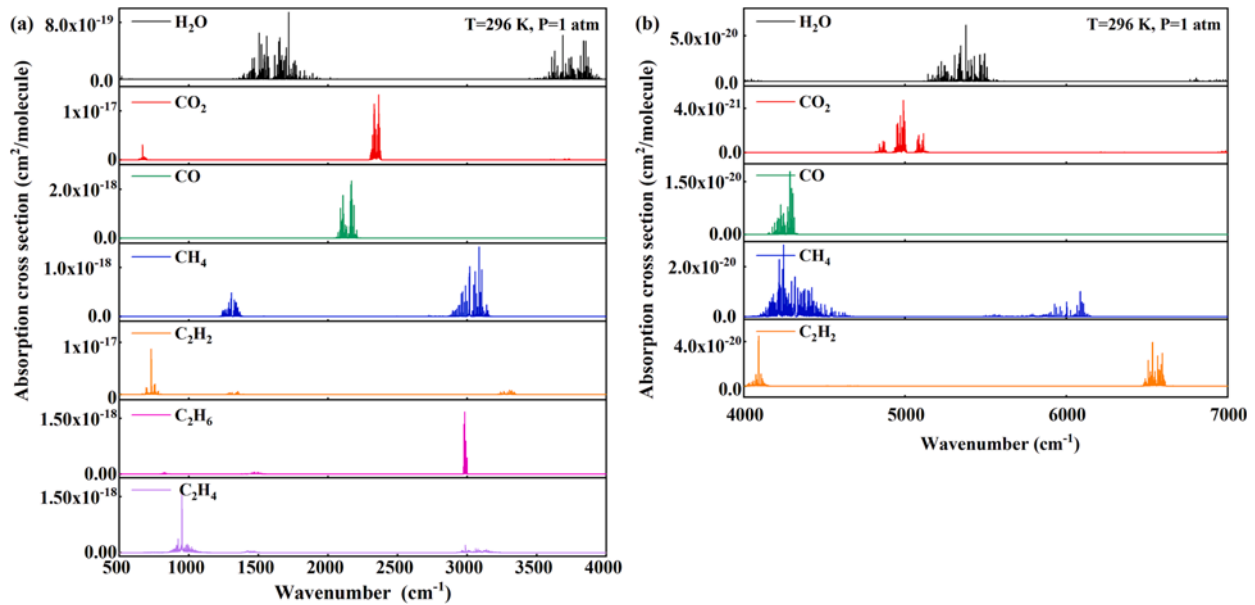 (a)
H₂O
T=296 K, P=1 atm
8.0x10⁻¹⁹
0.0
CO₂
1x10⁻¹⁷
0
CO
2.0x10⁻¹⁸
0.0
CH₄
1.0x10⁻¹⁸
0.0
C₂H₂
1x10⁻¹⁷
0
C₂H₆
1.50x10⁻¹⁸
0.00
C₂H₄
1.50x10⁻¹⁸
0.00
500 1000 1500 2000 2500 3000 3500 4000
Wavenumber (cm⁻¹)
Absorption cross section (cm²/molecule)
(b)
H₂O
T=296 K, P=1 atm
5.0x10⁻²⁰
0.0
CO₂
4.0x10⁻²¹
0.0
CO
1.50x10⁻²⁰
0.00
CH₄
2.0x10⁻²⁰
0.0
C₂H₂
4.0x10⁻²⁰
0.0
4000 5000 6000 7000
Wavenumber (cm⁻¹)
Absorption cross section (cm²/molecule)